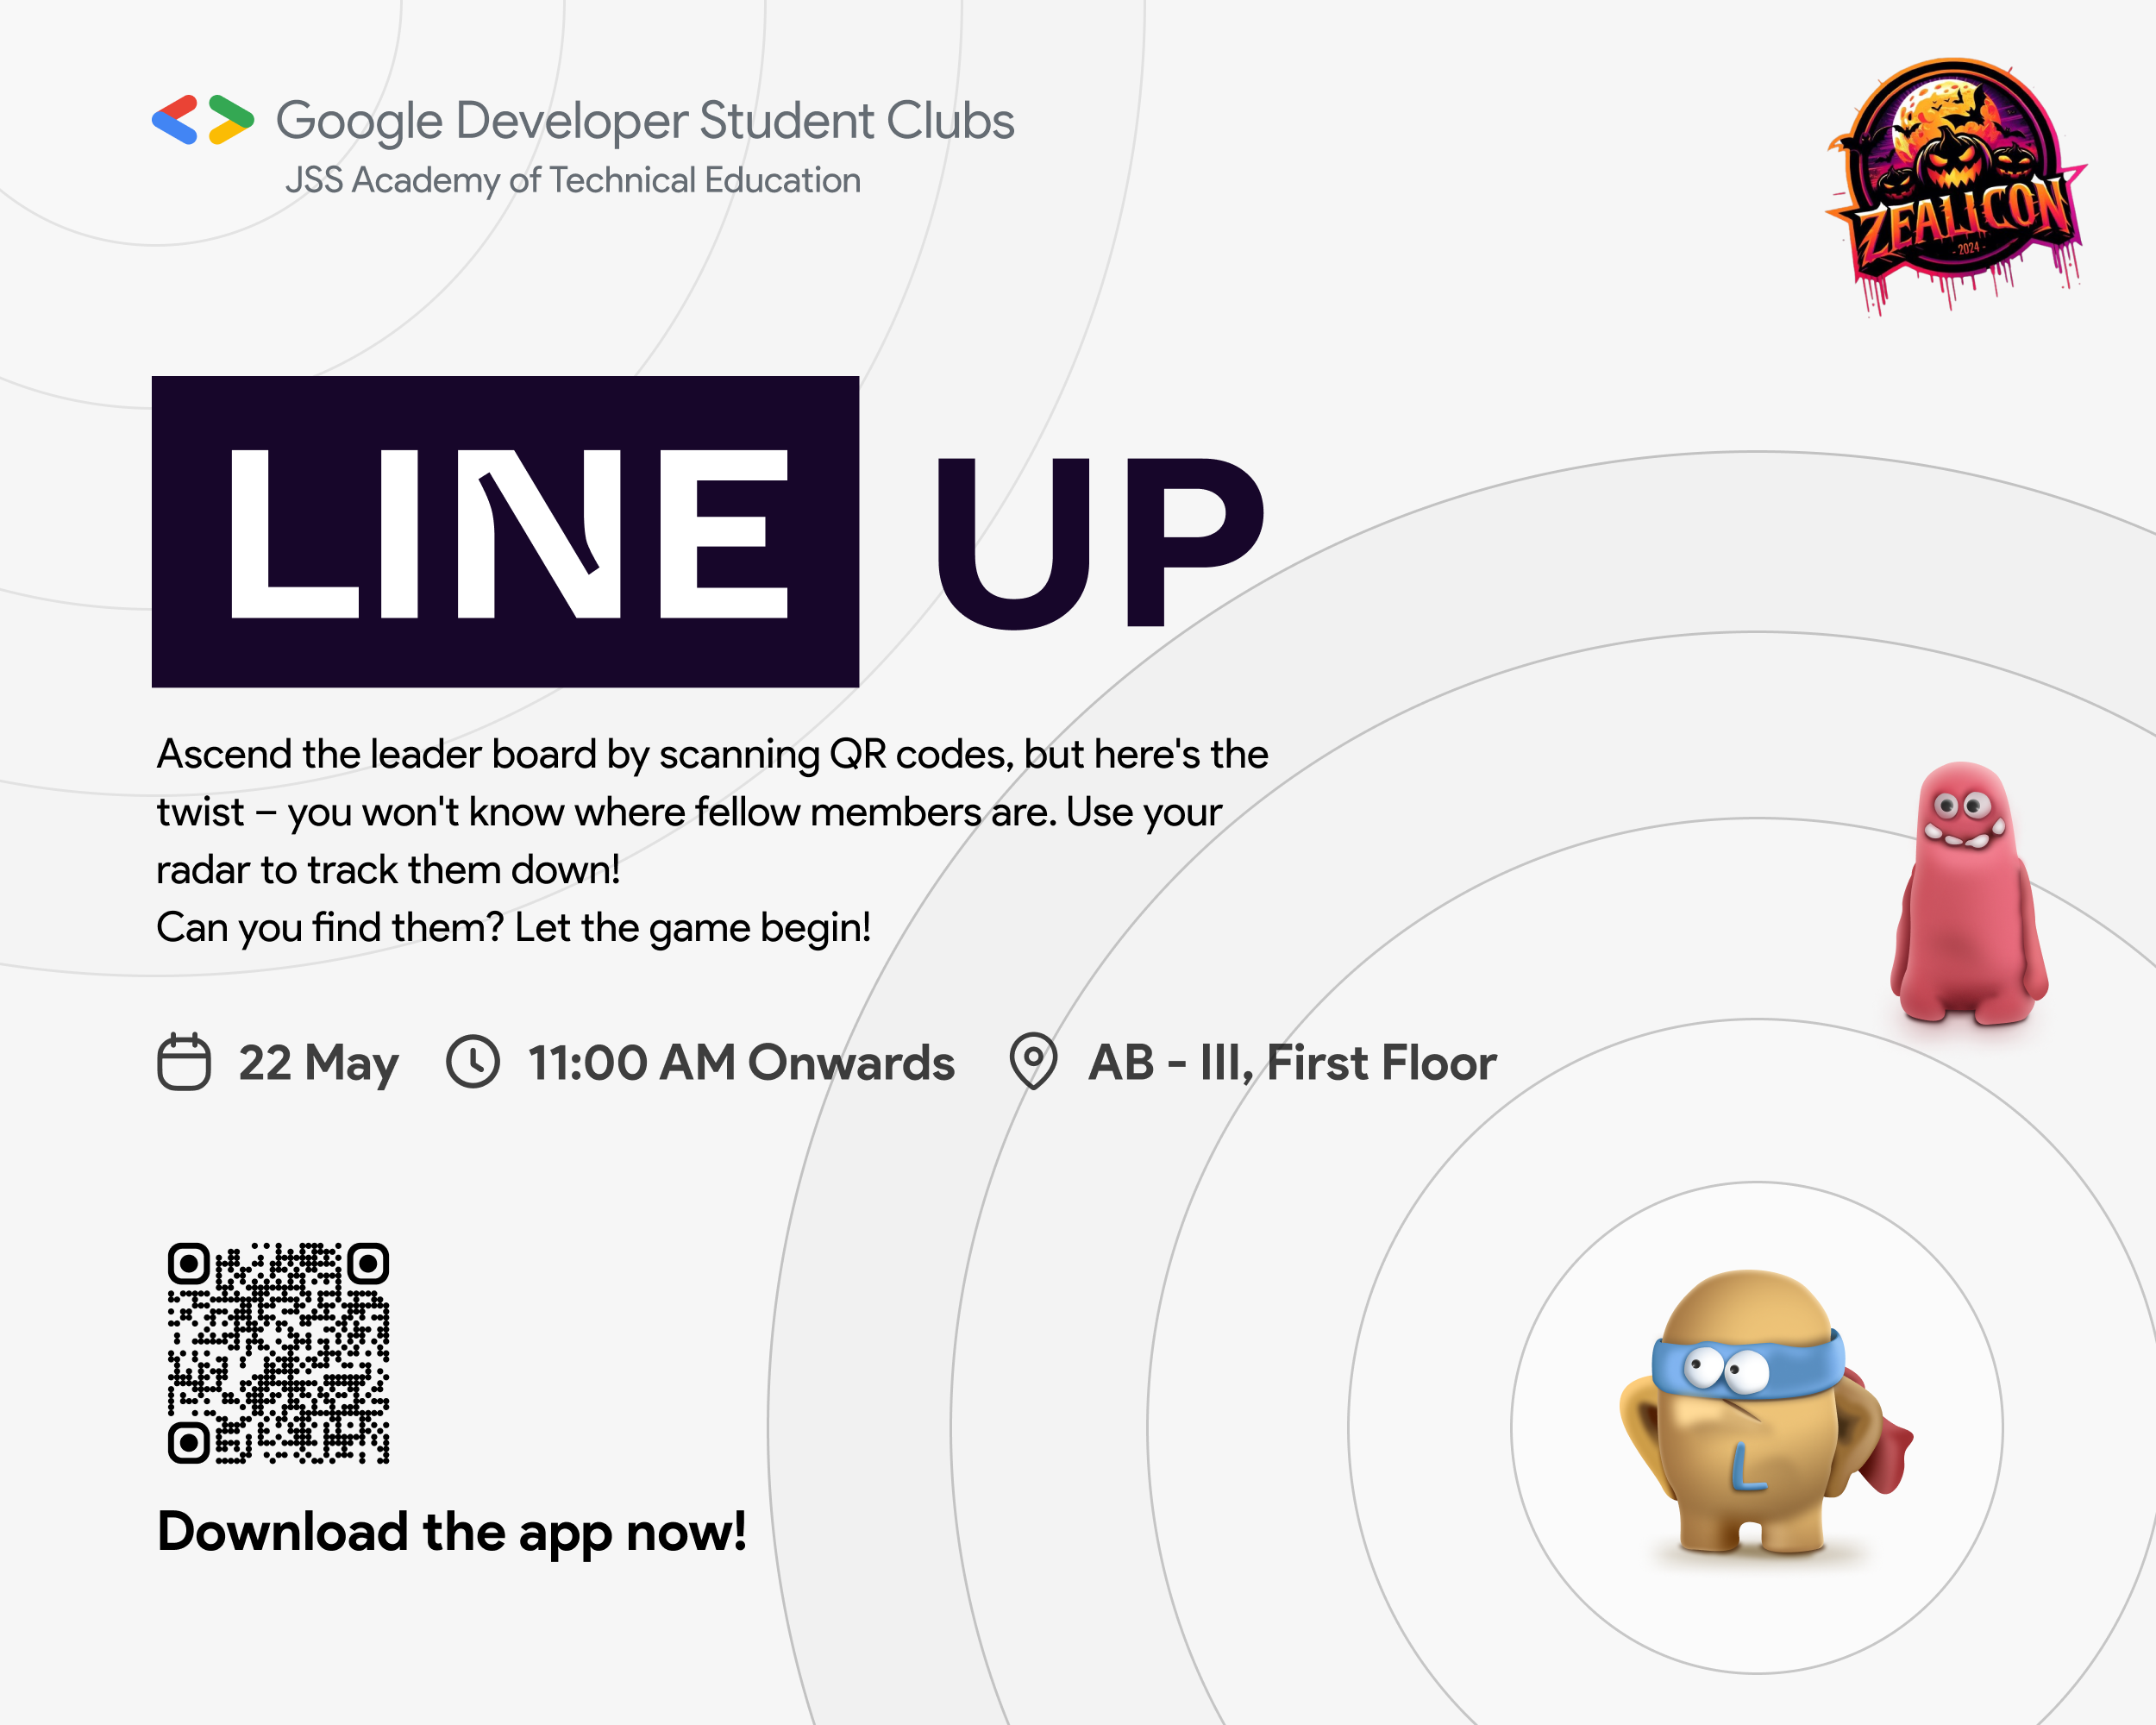 Google Developer Student Clubs
JSS Academy of Technical Education
ZEALICON
- 2024 -
LINE UP
Ascend the leader board by scanning QR codes, but here's the
twist – you won't know where fellow members are. Use your
radar to track them down!
Can you find them? Let the game begin!
22 May 11:00 AM Onwards AB - III, First Floor
Download the app now!
L